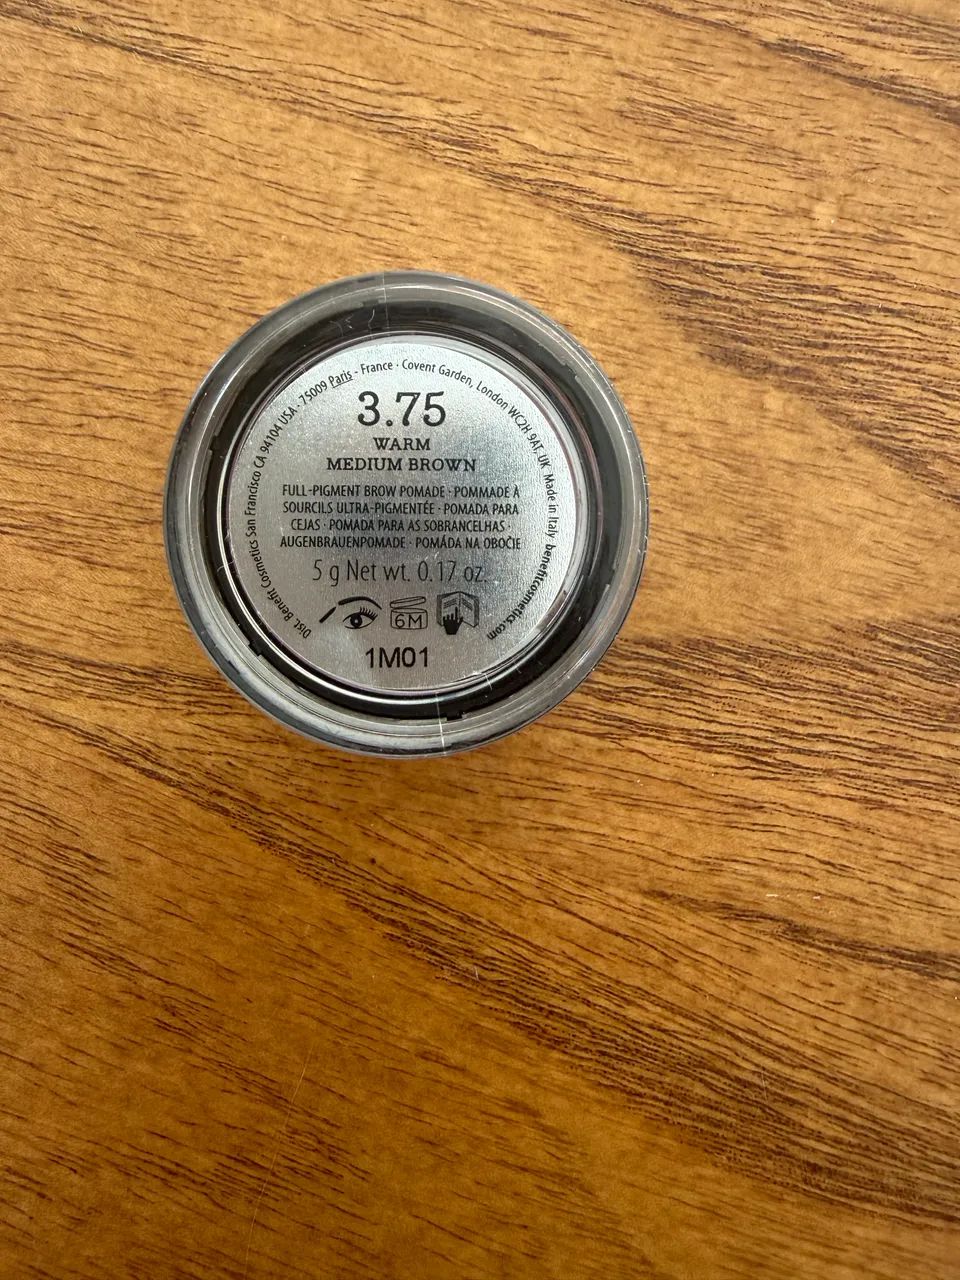 Dist. Benefit Cosmetics San Francisco CA 94104 USA · 75009 Paris - France · Covent Garden, London WC2H 9AT, UK Made in Italy benefitcosmetics.com
3.75
WARM
MEDIUM BROWN
FULL-PIGMENT BROW POMADE · POMMADE À
SOURCILS ULTRA-PIGMENTÉE · POMADA PARA
CEJAS · POMADA PARA AS SOBRANCELHAS ·
AUGENBRAUENPOMADE · POMÁDA NA OBOČIE
5 g Net wt. 0.17 oz.
6M
1M01